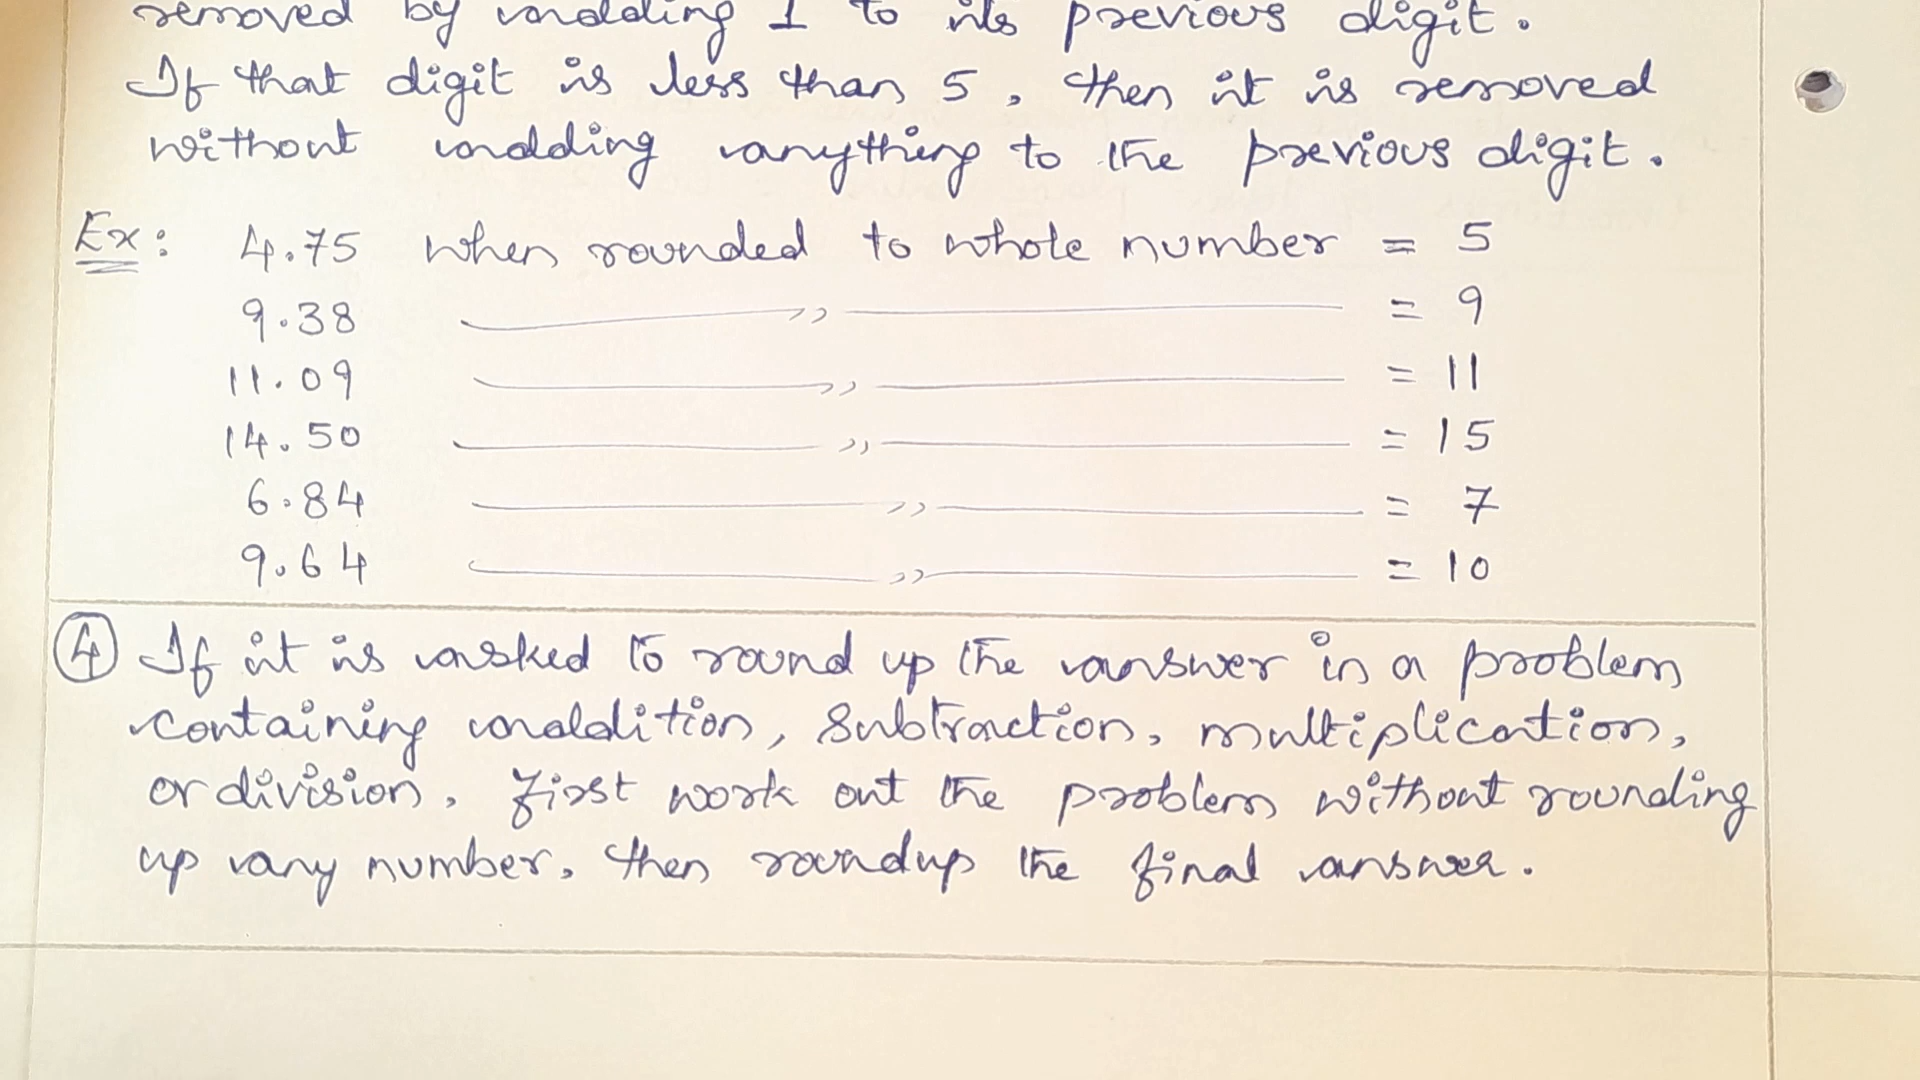 removed by adding 1 to its previous digit.
If that digit is less than 5, then it is removed
without adding anything to the previous digit.
Ex: 4.75 when rounded to whole number = 5
9.38 —————— ,, —————— = 9
11.09 —————— ,, —————— = 11
14.50 —————— ,, —————— = 15
6.84 —————— ,, —————— = 7
9.64 —————— ,, —————— = 10
④ If it is asked to round up the answer in a problem
containing addition, Subtraction, multiplication,
or division, first work out the problem without rounding
up any number, then roundup the final answer.